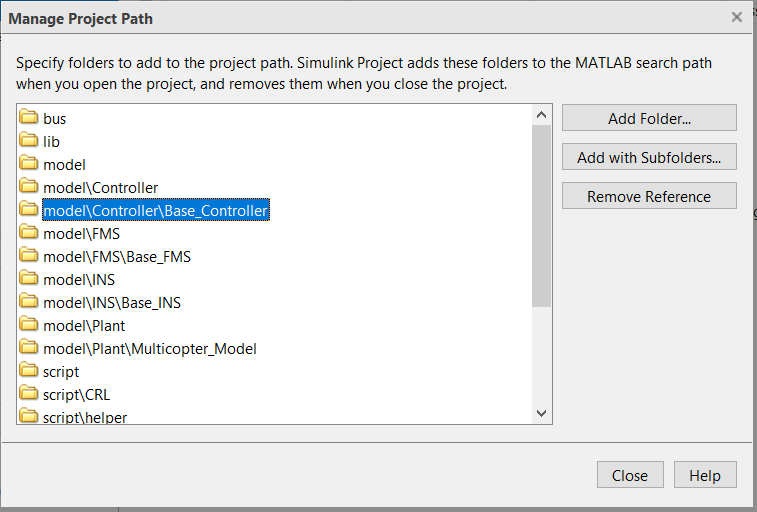 Manage Project Path
Specify folders to add to the project path. Simulink Project adds these folders to the MATLAB search path
when you open the project, and removes them when you close the project.
bus
lib
model
model\Controller
model\Controller\Base_Controller
model\FMS
model\FMS\Base_FMS
model\INS
model\INS\Base_INS
model\Plant
model\Plant\Multicopter_Model
script
script\CRL
script\helper
Add Folder...
Add with Subfolders...
Remove Reference
Close
Help